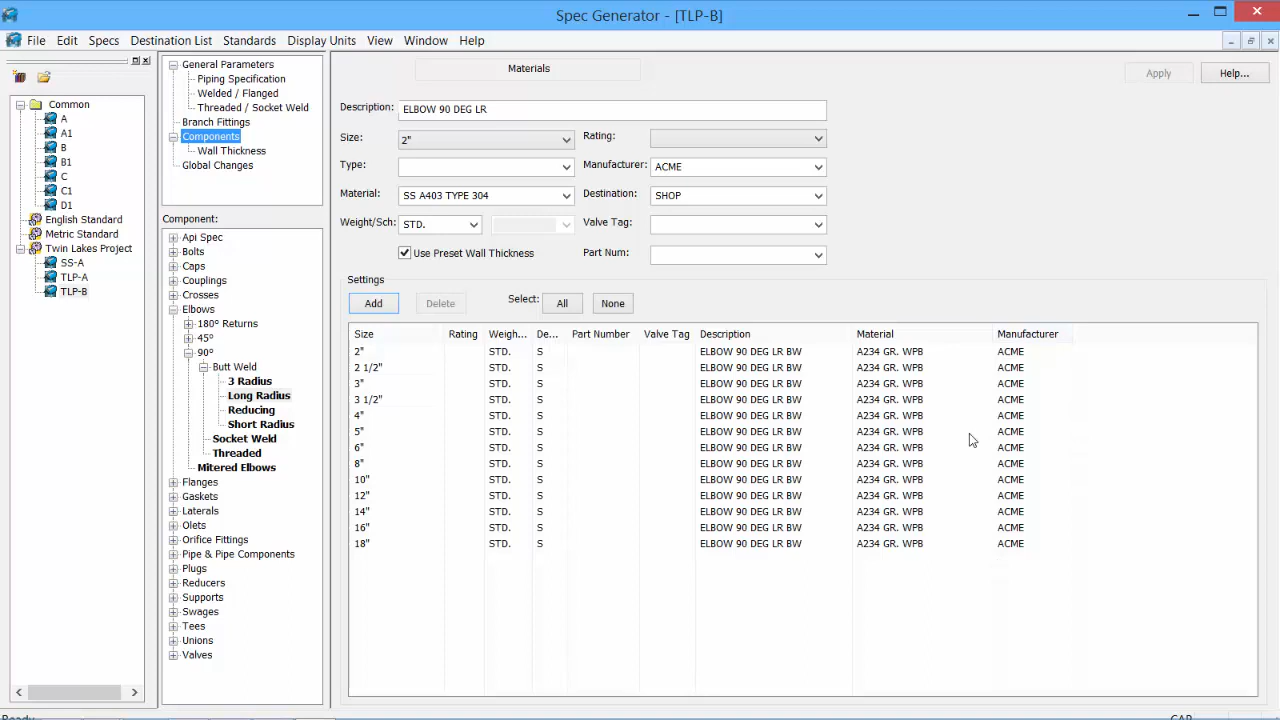 Spec Generator - [TLP-B]
File Edit Specs Destination List Standards Display Units View Window Help
Common
A
A1
B
B1
C
C1
D1
English Standard
Metric Standard
Twin Lakes Project
SS-A
TLP-A
TLP-B
General Parameters
Piping Specification
Welded / Flanged
Threaded / Socket Weld
Branch Fittings
Components
Wall Thickness
Global Changes
Component:
Api Spec
Bolts
Caps
Couplings
Crosses
Elbows
180° Returns
45°
90°
Butt Weld
3 Radius
Long Radius
Reducing
Short Radius
Socket Weld
Threaded
Mitered Elbows
Flanges
Gaskets
Laterals
Olets
Orifice Fittings
Pipe & Pipe Components
Plugs
Reducers
Supports
Swages
Tees
Unions
Valves
Materials
Apply Help...
Description: ELBOW 90 DEG LR
Size: 2" Rating:
Type: Manufacturer: ACME
Material: SS A403 TYPE 304 Destination: SHOP
Weight/Sch: STD. Valve Tag:
Use Preset Wall Thickness Part Num:
Settings
Add Delete Select: All None
Size Rating Weigh... De... Part Number Valve Tag Description Material Manufacturer
2" STD. S ELBOW 90 DEG LR BW A234 GR. WPB ACME
2 1/2" STD. S ELBOW 90 DEG LR BW A234 GR. WPB ACME
3" STD. S ELBOW 90 DEG LR BW A234 GR. WPB ACME
3 1/2" STD. S ELBOW 90 DEG LR BW A234 GR. WPB ACME
4" STD. S ELBOW 90 DEG LR BW A234 GR. WPB ACME
5" STD. S ELBOW 90 DEG LR BW A234 GR. WPB ACME
6" STD. S ELBOW 90 DEG LR BW A234 GR. WPB ACME
8" STD. S ELBOW 90 DEG LR BW A234 GR. WPB ACME
10" STD. S ELBOW 90 DEG LR BW A234 GR. WPB ACME
12" STD. S ELBOW 90 DEG LR BW A234 GR. WPB ACME
14" STD. S ELBOW 90 DEG LR BW A234 GR. WPB ACME
16" STD. S ELBOW 90 DEG LR BW A234 GR. WPB ACME
18" STD. S ELBOW 90 DEG LR BW A234 GR. WPB ACME
Ready CAP